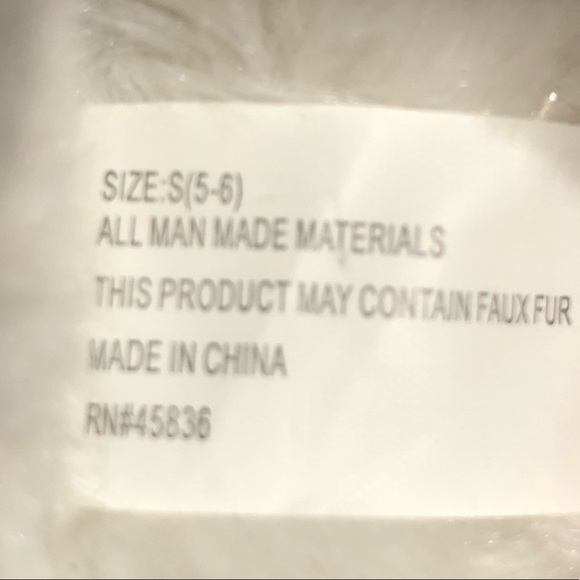 SIZE:S(5-6)
ALL MAN MADE MATERIALS
THIS PRODUCT MAY CONTAIN FAUX FUR
MADE IN CHINA
RN#45836